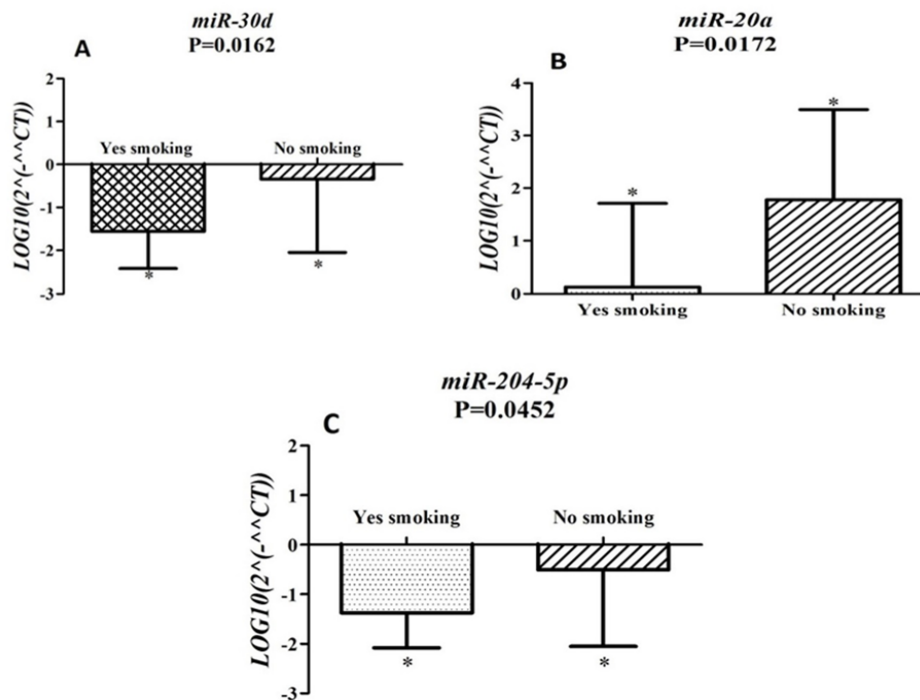 A
miR-30d
P=0.0162
LOG10(2^(-^^CT))
2
1
0
-1
-2
-3
Yes smoking
No smoking
*
*
B
miR-20a
P=0.0172
LOG10(2^(-^^CT))
4
3
2
1
0
*
*
Yes smoking
No smoking
C
miR-204-5p
P=0.0452
LOG10(2^(-^^CT))
2
1
0
-1
-2
-3
Yes smoking
No smoking
*
*